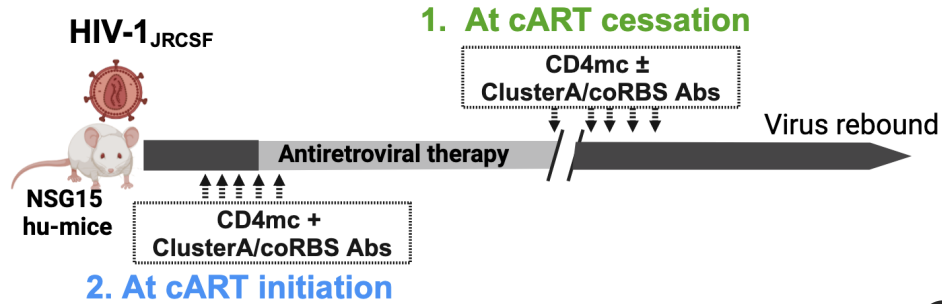 1. At cART cessation
HIV-1JRCSF
CD4mc ±
ClusterA/coRBS Abs
Virus rebound
Antiretroviral therapy
NSG15
hu-mice
CD4mc +
ClusterA/coRBS Abs
2. At cART initiation